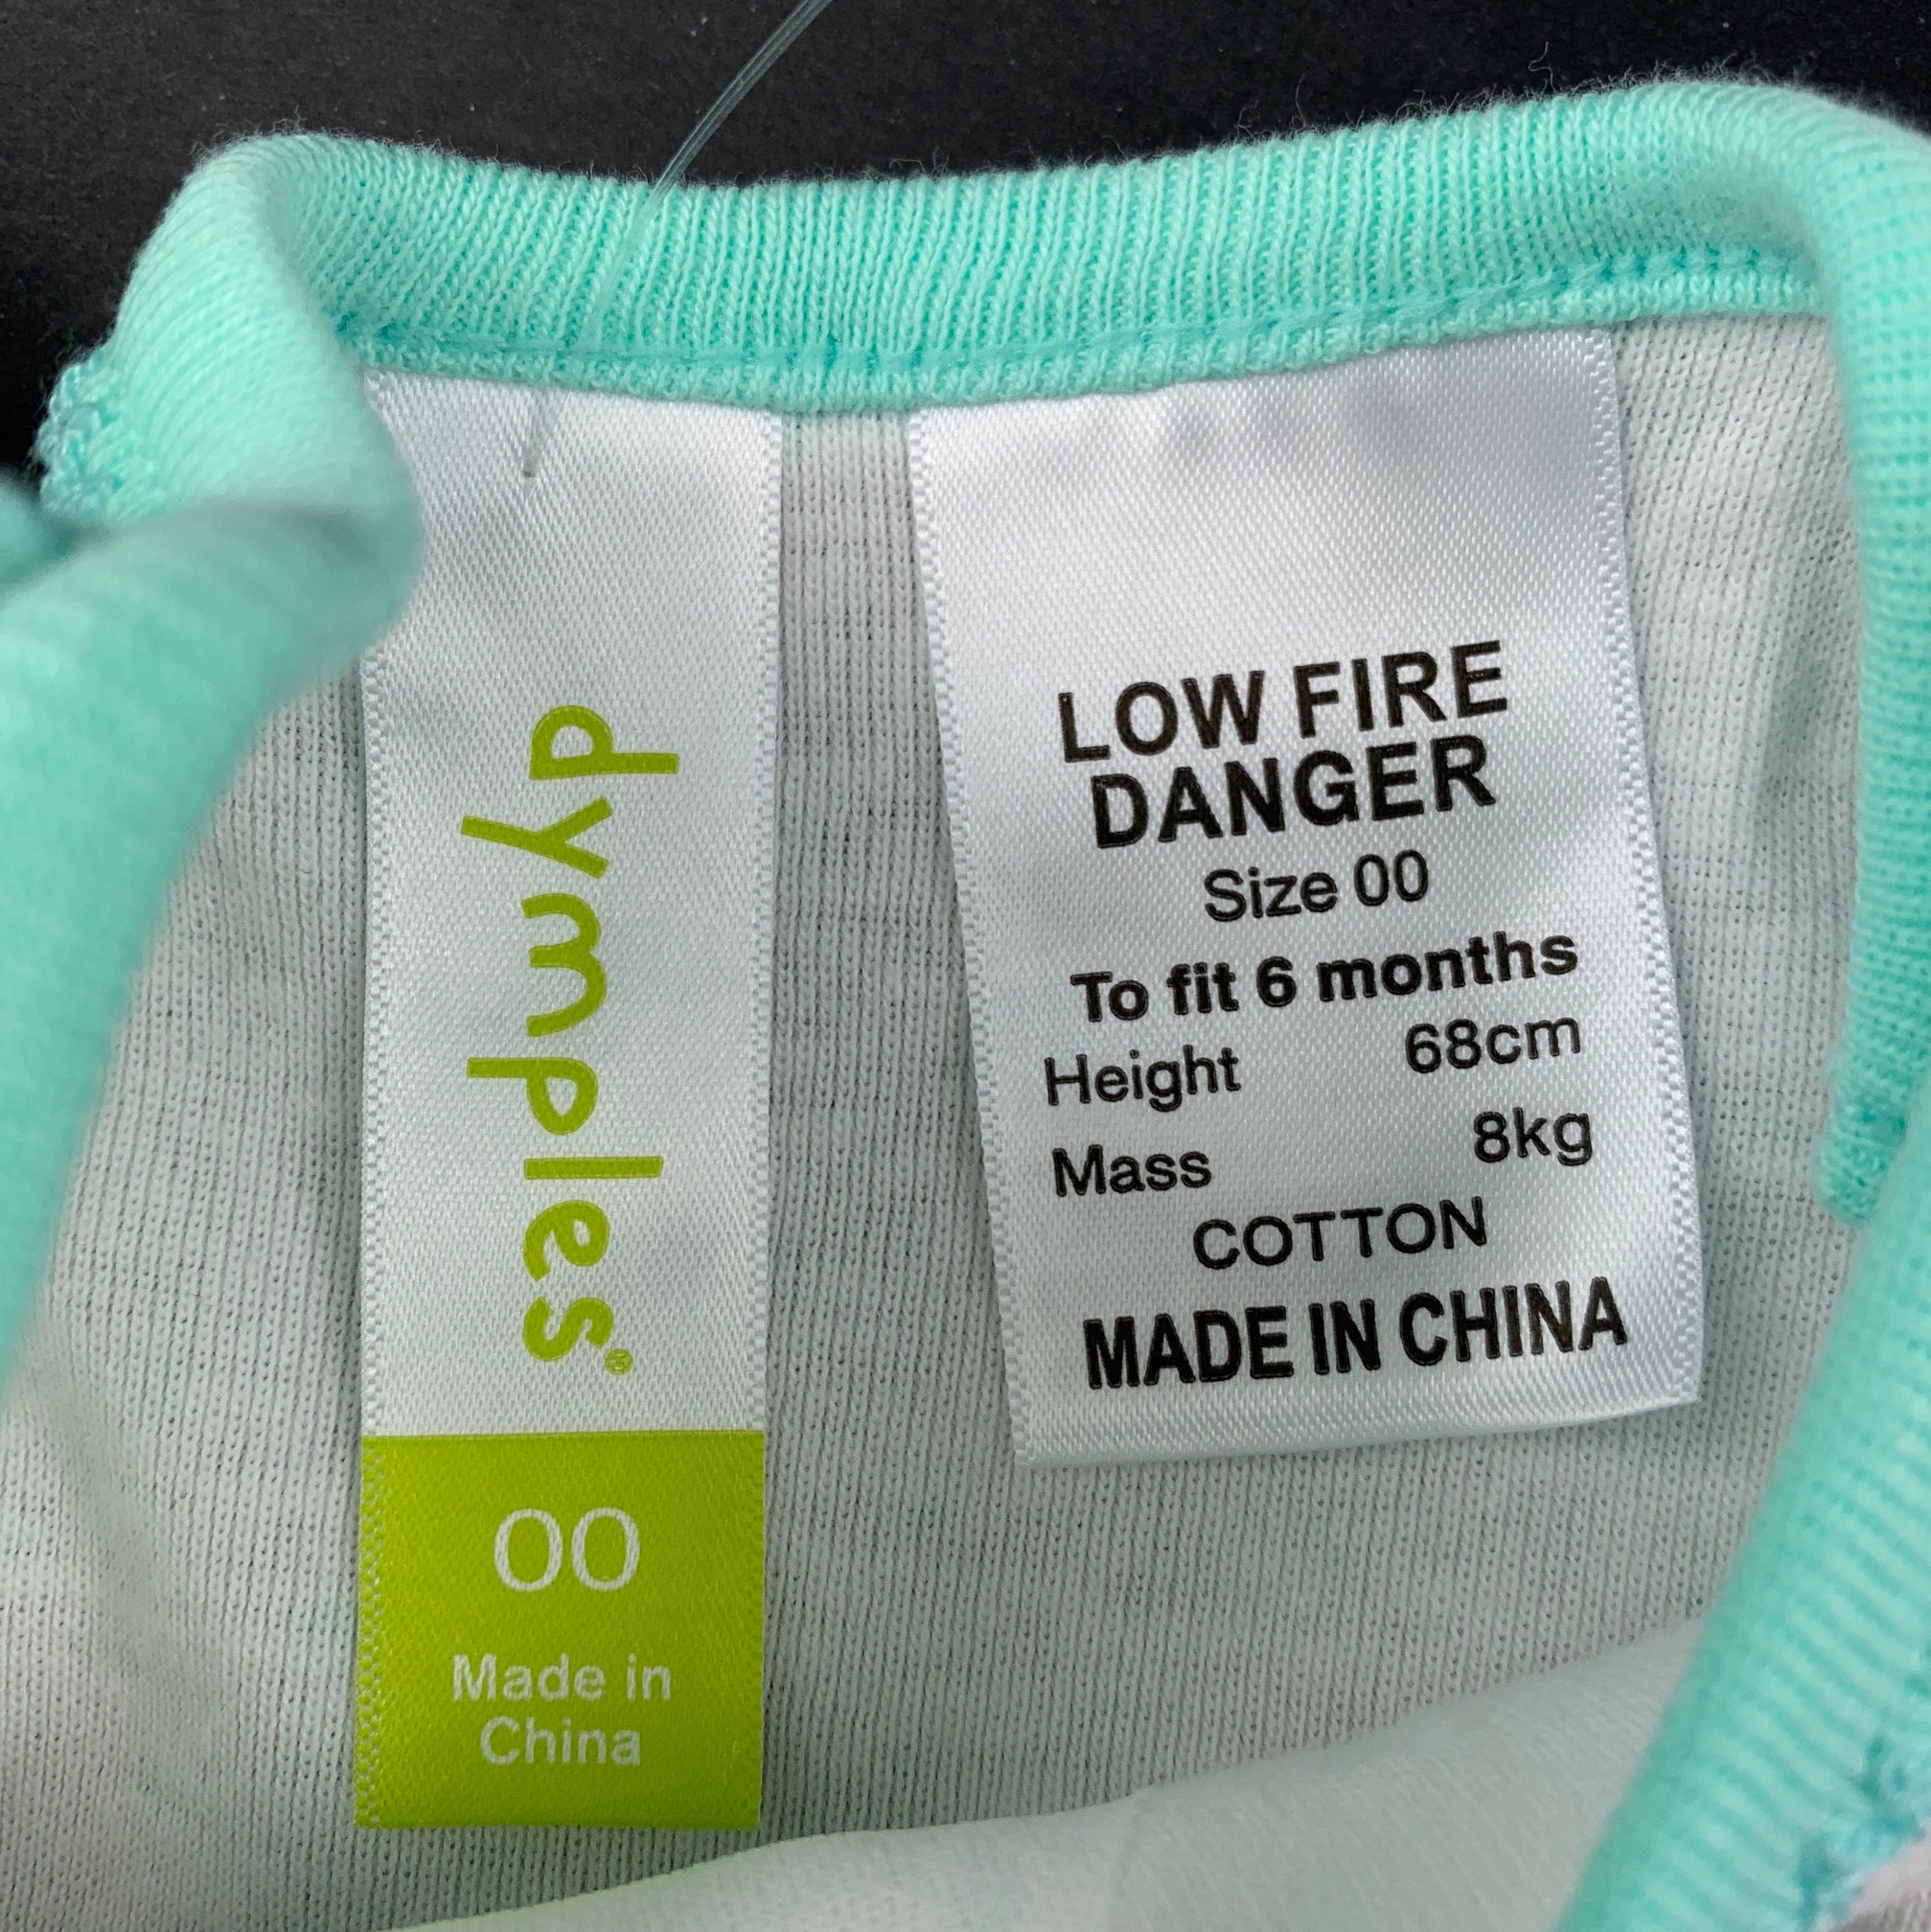 dymples®
00
Made in
China
LOW FIRE
DANGER
Size 00
To fit 6 months
Height 68cm
Mass 8kg
COTTON
MADE IN CHINA